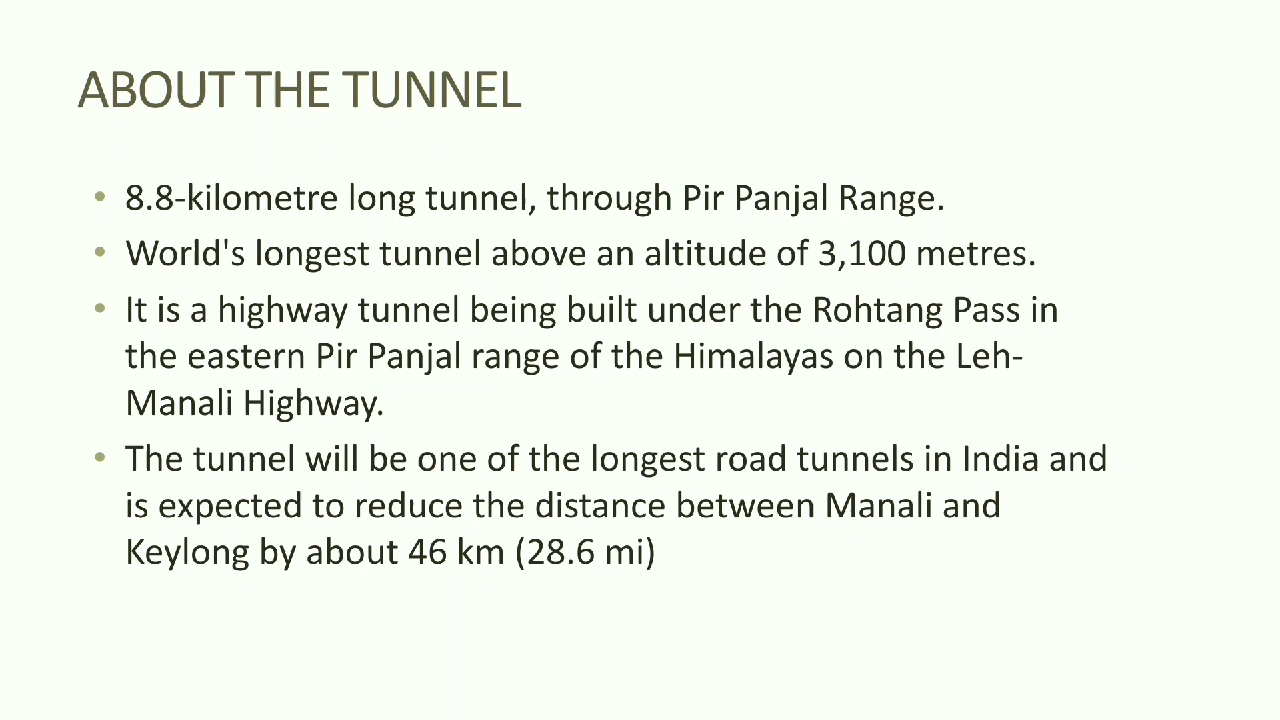 ABOUT THE TUNNEL
• 8.8-kilometre long tunnel, through Pir Panjal Range.
• World's longest tunnel above an altitude of 3,100 metres.
• It is a highway tunnel being built under the Rohtang Pass in
the eastern Pir Panjal range of the Himalayas on the Leh-
Manali Highway.
• The tunnel will be one of the longest road tunnels in India and
is expected to reduce the distance between Manali and
Keylong by about 46 km (28.6 mi)